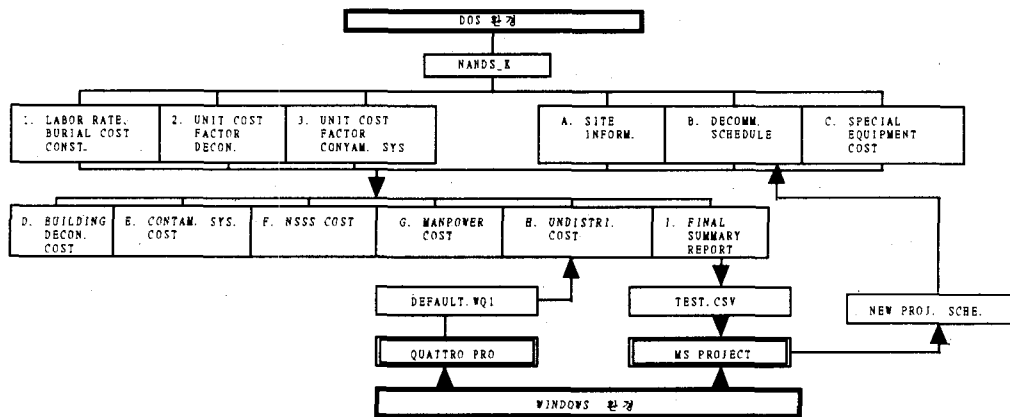 DOS 환경
NANDS_K
1. LABOR RATE.
BURIAL COST
CONST.
2. UNIT COST
FACTOR
DECON.
3. UNIT COST
FACTOR
CONYAM. SYS
A. SITE
INFORM.
B. DECOMM.
SCHEDULE
C. SPECIAL
EQUIPMENT
COST
D. BUILDING
DECON.
COST
E. CONTAM. SYS.
COST
F. NSSS COST
G. MANPOWER
COST
H. UNDISTRI.
COST
I. FINAL
SUMMARY
REPORT
DEFAULT.WQ1
TEST.CSV
NEW PROJ. SCHE.
QUATTRO PRO
MS PROJECT
WINDOWS 환경